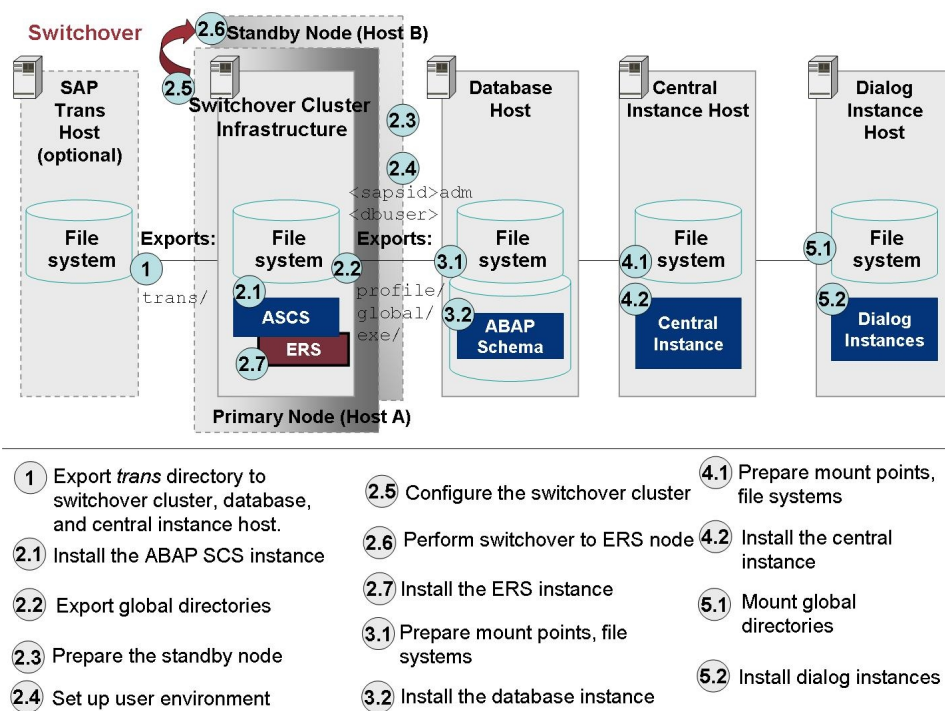 Switchover
2.6
Standby Node (Host B)
2.5
SAP
Trans
Host
(optional)
Switchover Cluster
Infrastructure
2.3
2.4
Database
Host
Central
Instance Host
Dialog
Instance
Host
<sapsid>adm
<dbuser>
File
system
Exports:
1
trans/
File
system
2.1
ASCS
ERS
2.7
2.2
Exports:
profile/
global/
exe/
3.1
File
system
3.2
ABAP
Schema
4.1
File
system
4.2
Central
Instance
5.1
File
system
5.2
Dialog
Instances
Primary Node (Host A)
1 Export trans directory to
switchover cluster, database,
and central instance host.
2.1 Install the ABAP SCS instance
2.2 Export global directories
2.3 Prepare the standby node
2.4 Set up user environment
2.5 Configure the switchover cluster
2.6 Perform switchover to ERS node
2.7 Install the ERS instance
3.1 Prepare mount points, file
systems
3.2 Install the database instance
4.1 Prepare mount points,
file systems
4.2 Install the central
instance
5.1 Mount global
directories
5.2 Install dialog instances